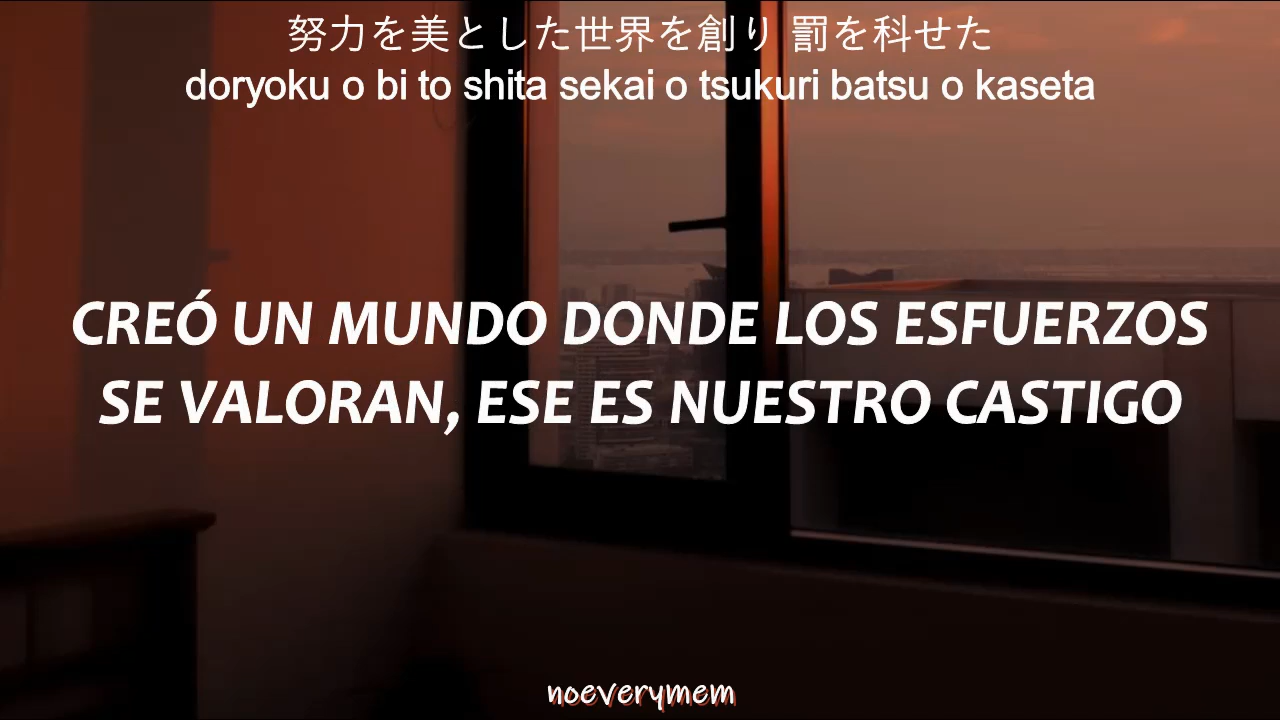 努力を美とした世界を創り 罰を科せた
doryoku o bi to shita sekai o tsukuri batsu o kaseta
CREÓ UN MUNDO DONDE LOS ESFUERZOS
SE VALORAN, ESE ES NUESTRO CASTIGO
noeverymem